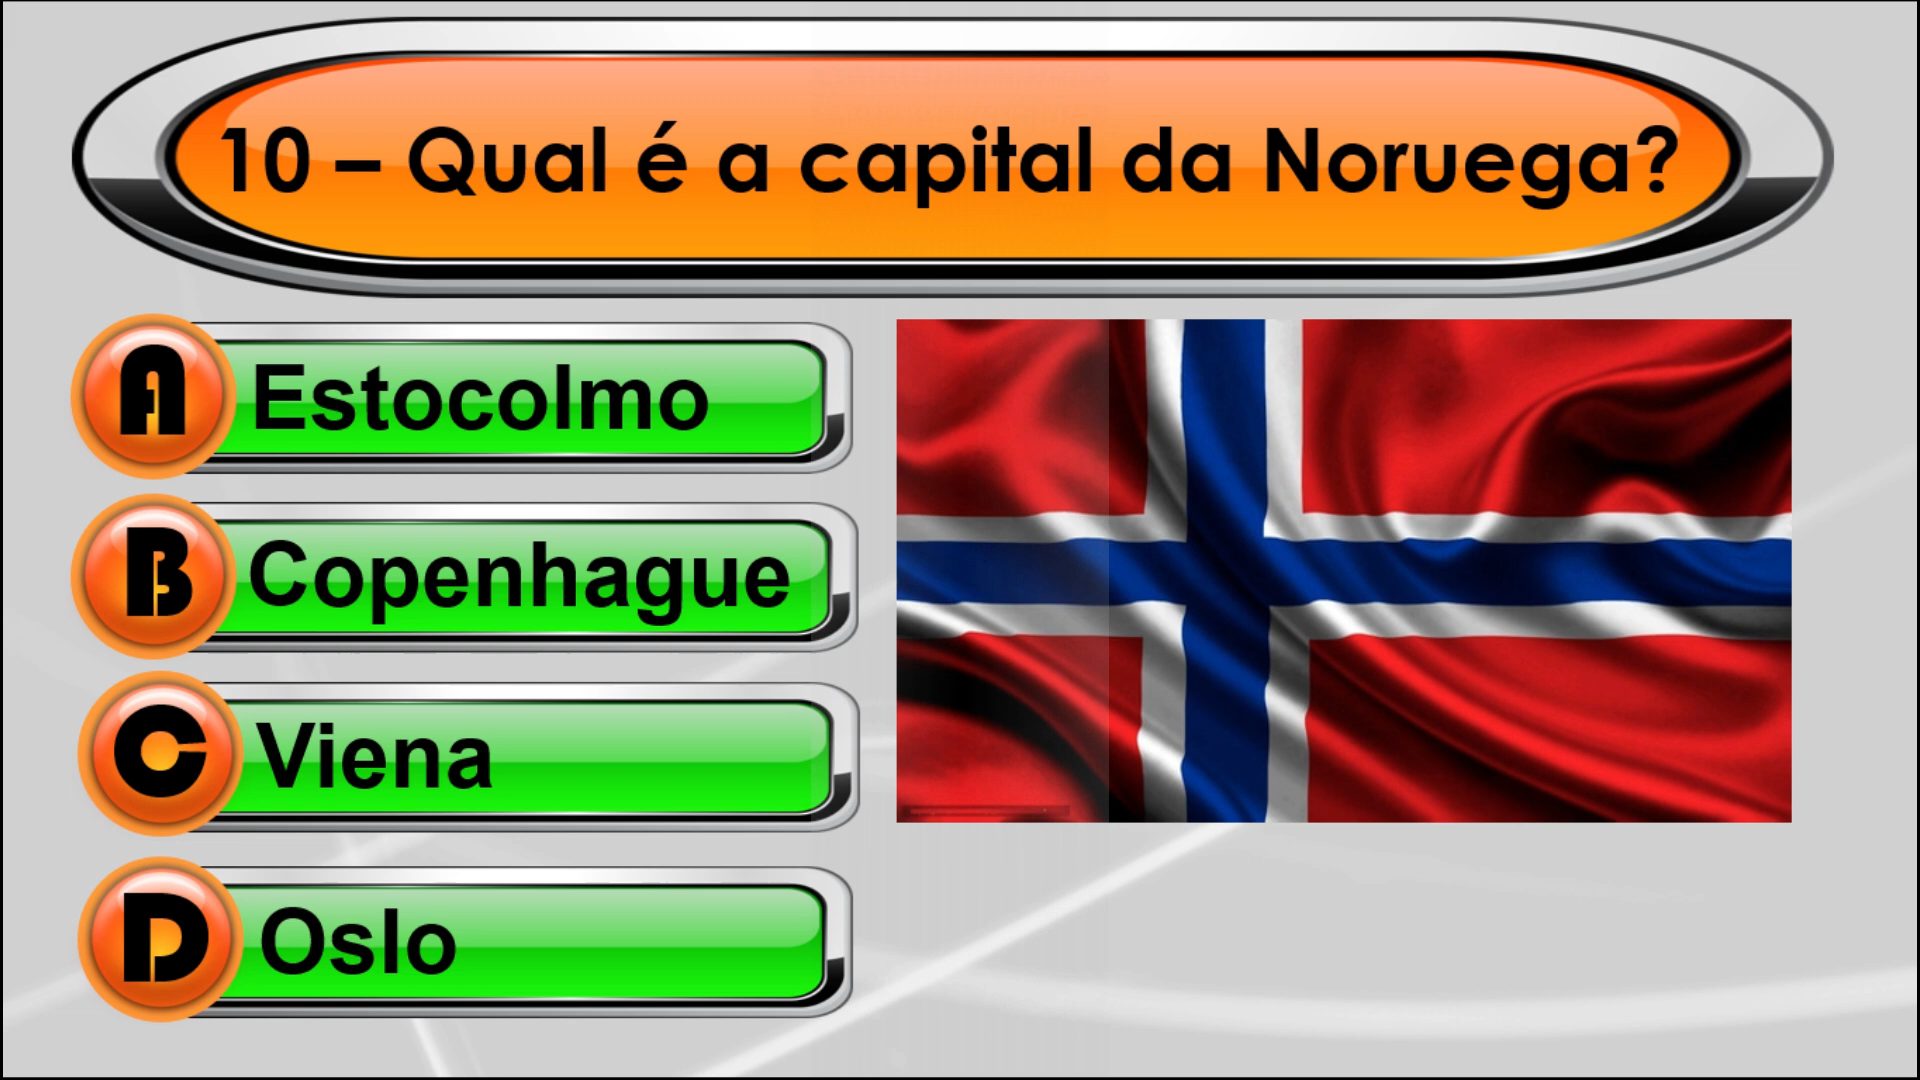 10 – Qual é a capital da Noruega?
A Estocolmo
B Copenhague
C Viena
D Oslo